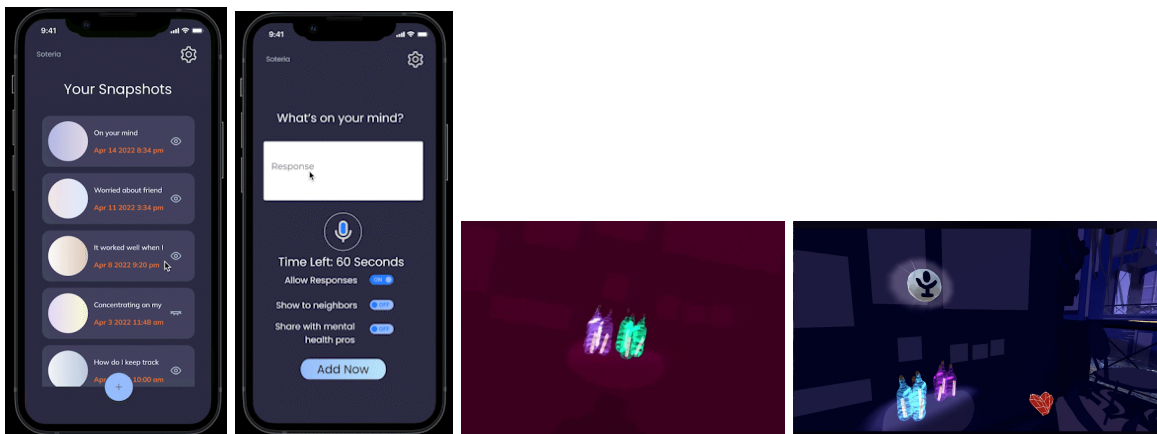 9:41
Soteria
Your Snapshots
On your mind
Apr 14 2022 8:34 pm
Worried about friend
Apr 11 2022 3:34 pm
It worked well when I
Apr 8 2022 9:20 pm
Concentrating on my
Apr 3 2022 11:48 am
How do I keep track
10:00 am
9:41
Soteria
What's on your mind?
Response
Time Left: 60 Seconds
Allow Responses ON
Show to neighbors OFF
Share with mental OFF
health pros
Add Now